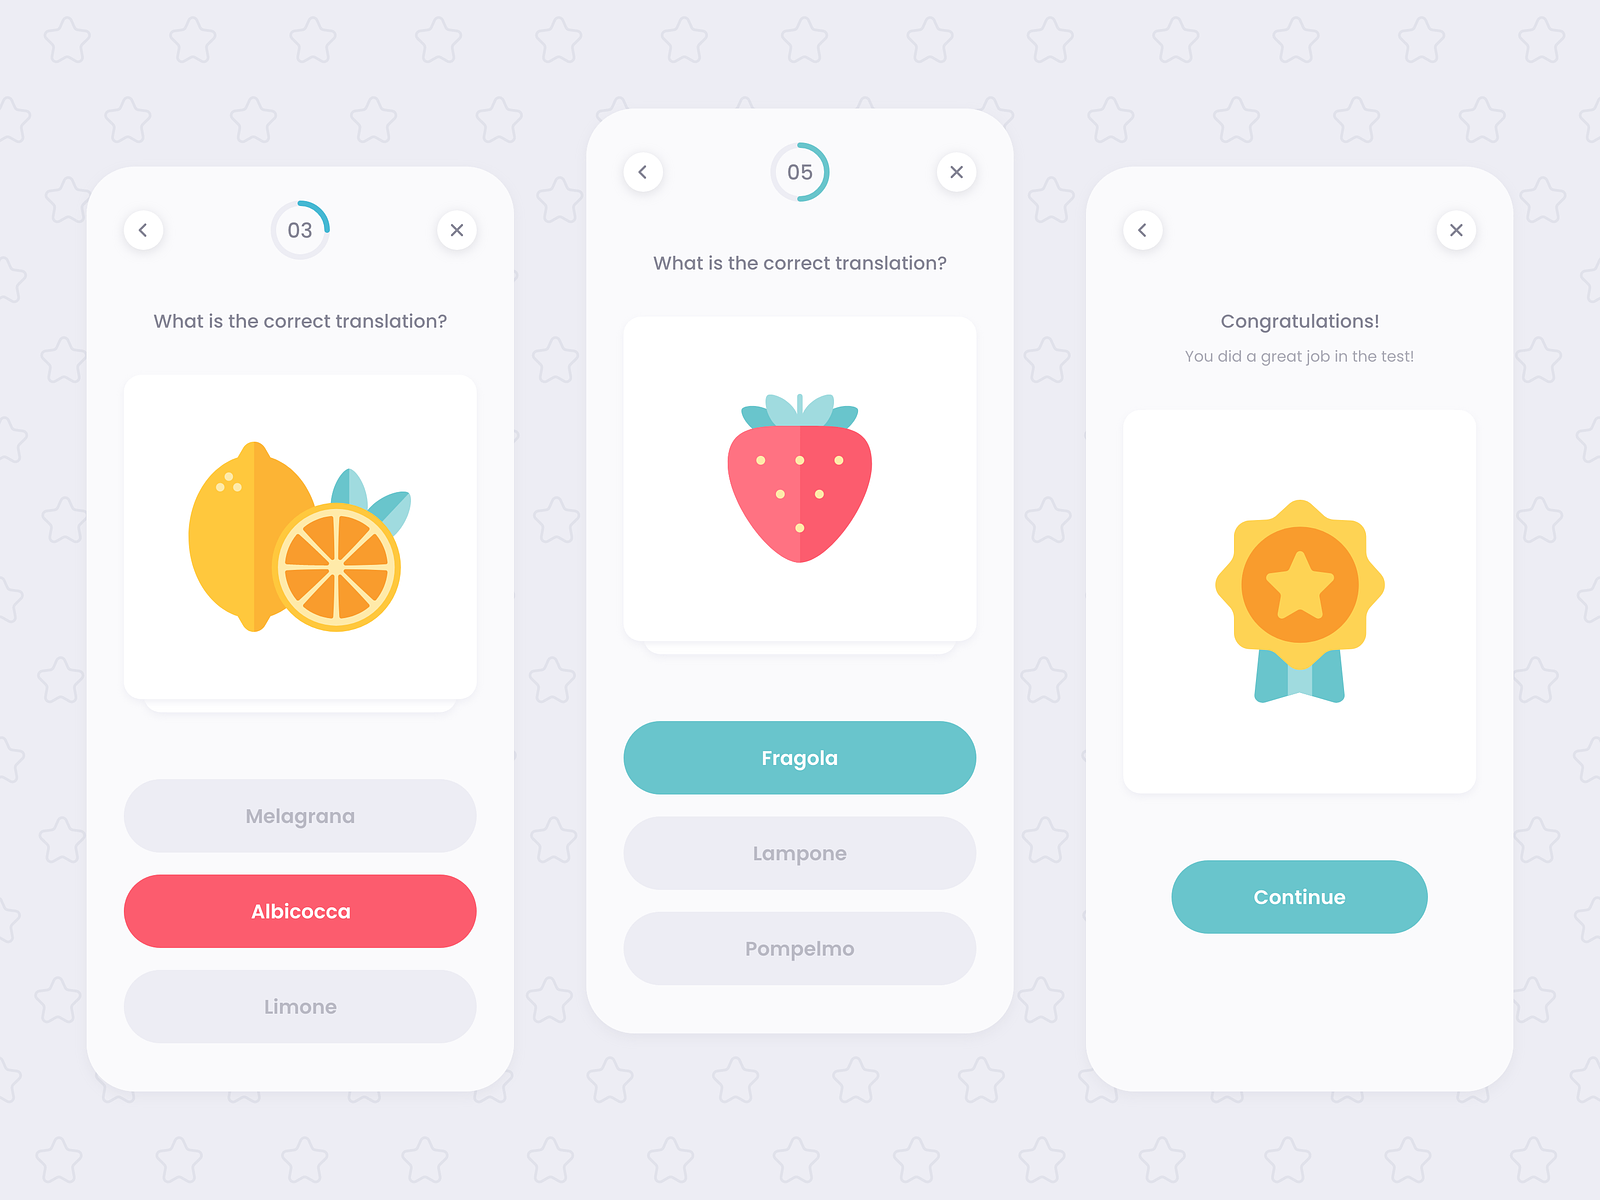 03
What is the correct translation?
Melagrana
Albicocca
Limone
05
What is the correct translation?
Fragola
Lampone
Pompelmo
Congratulations!
You did a great job in the test!
Continue